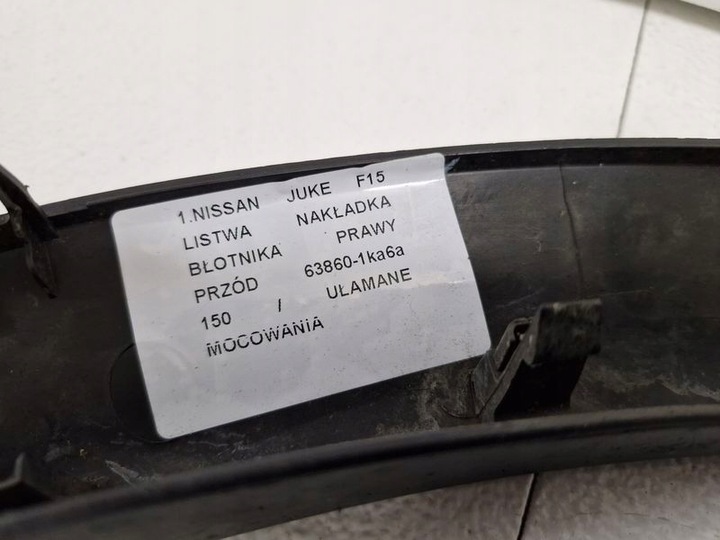 1.NISSAN JUKE F15
LISTWA NAKŁADKA
BŁOTNIKA PRAWY
PRZÓD 63860-1ka6a
150 / UŁAMANE
MOCOWANIA